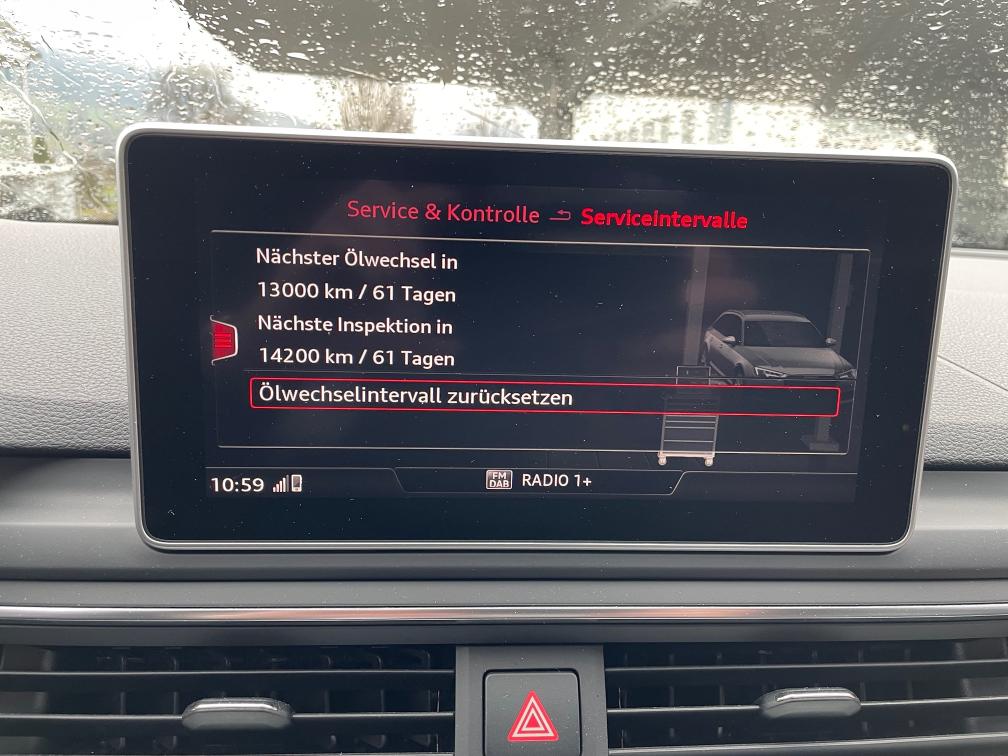 Service & Kontrolle Serviceintervalle
Nächster Ölwechsel in
13000 km / 61 Tagen
Nächste Inspektion in
14200 km / 61 Tagen
Ölwechselintervall zurücksetzen
10:59 FM DAB RADIO 1+